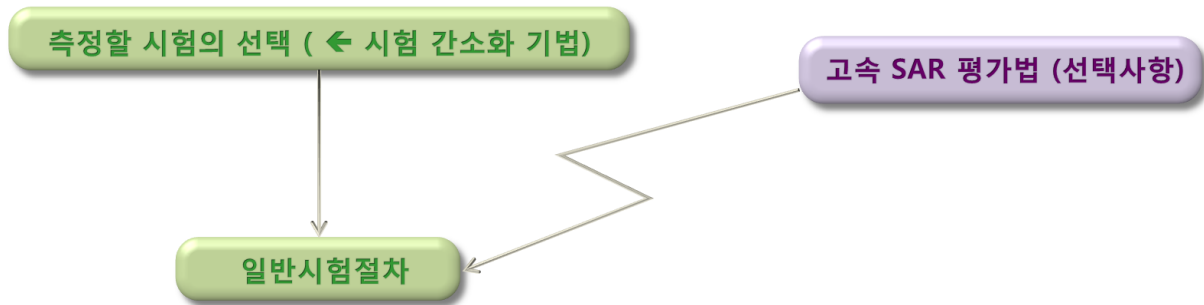 측정할 시험의 선택 ( 🡸 시험 간소화 기법)
고속 SAR 평가법 (선택사항)
일반시험절차